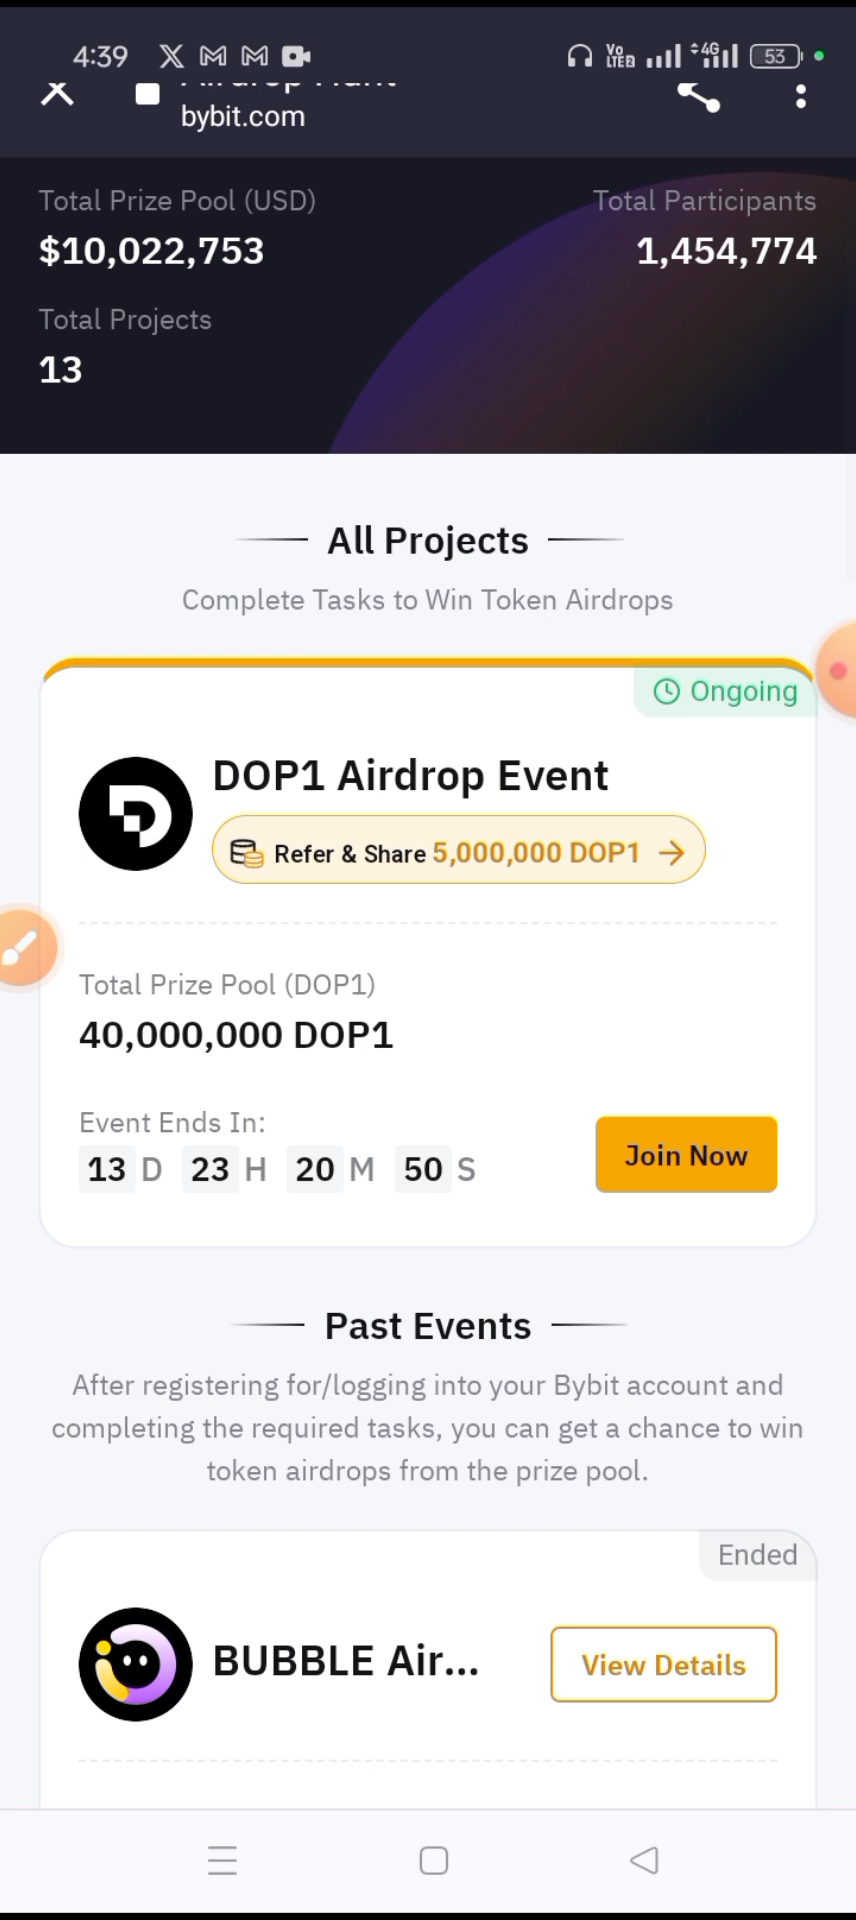 4:39
Vo
LTE2
4G
53
bybit.com
Total Prize Pool (USD)
Total Participants
$10,022,753
1,454,774
Total Projects
13
All Projects
Complete Tasks to Win Token Airdrops
Ongoing
DOP1 Airdrop Event
Refer & Share 5,000,000 DOP1
Total Prize Pool (DOP1)
40,000,000 DOP1
Event Ends In:
13 D 23 H 20 M 50 S
Join Now
Past Events
After registering for/logging into your Bybit account and
completing the required tasks, you can get a chance to win
token airdrops from the prize pool.
Ended
BUBBLE Air...
View Details